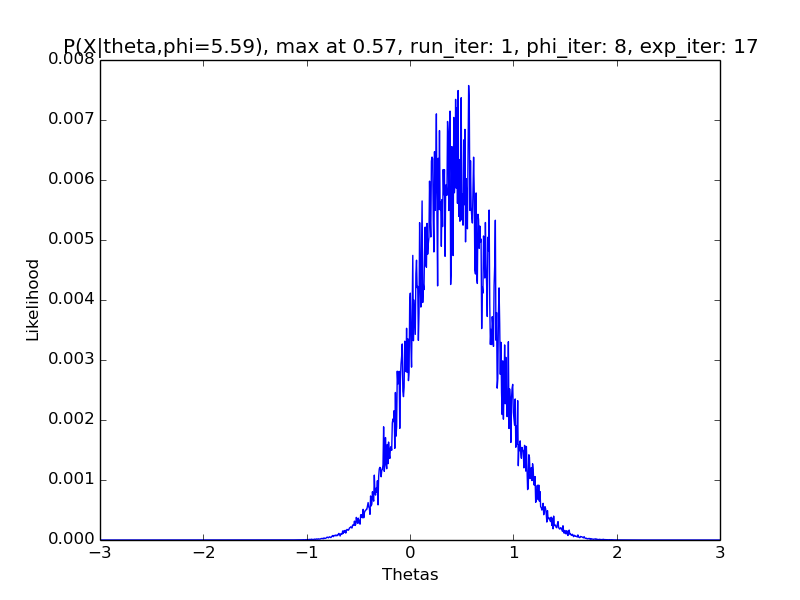 P(X|theta,phi=5.59), max at 0.57, run_iter: 1, phi_iter: 8, exp_iter: 17
0.008
0.007
0.006
0.005
0.004
0.003
0.002
0.001
0.000
Likelihood
−3 −2 −1 0 1 2 3
Thetas